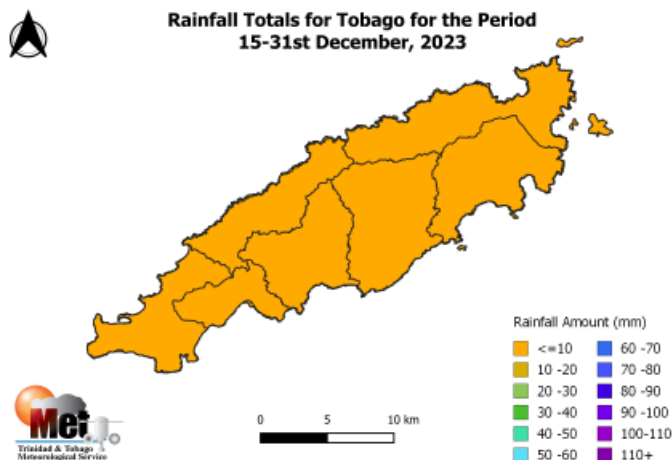 Rainfall Totals for Tobago for the Period
15-31st December, 2023
Rainfall Amount (mm)
<=10
10 -20
20 -30
30 -40
40 -50
50 -60
60 -70
70 -80
80 -90
90 -100
100-110
110+
0 5 10 km
Met
Trinidad & Tobago
Meteorological Service